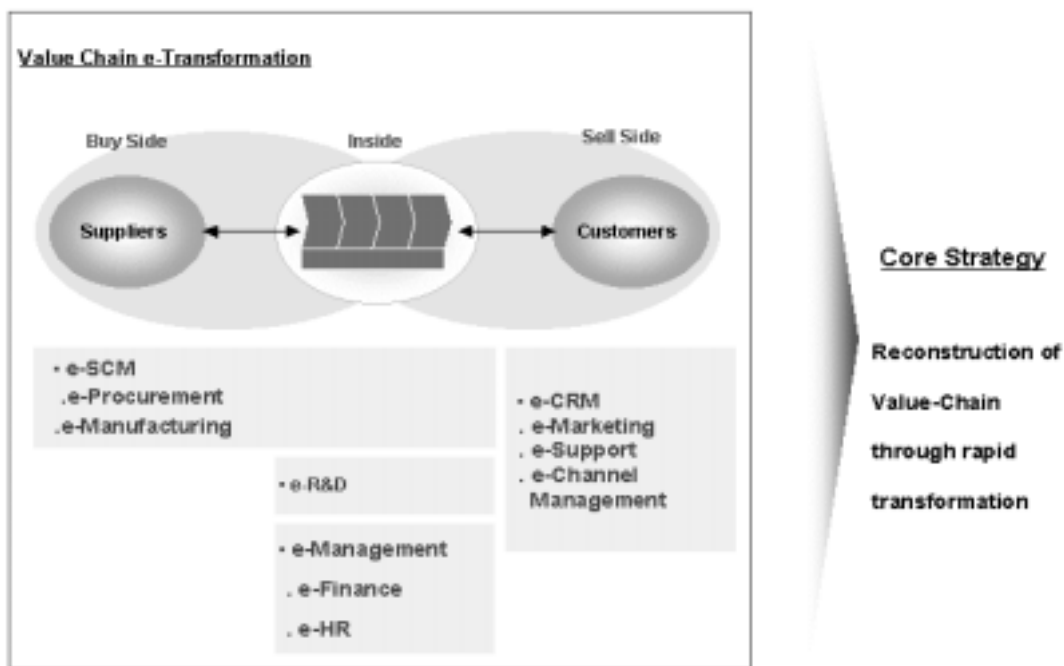 Value Chain e-Transformation
Buy Side
Inside
Sell Side
Suppliers
Customers
• e-SCM
.e-Procurement
.e-Manufacturing
• e-R&D
• e-Management
. e-Finance
. e-HR
• e-CRM
. e-Marketing
. e-Support
. e-Channel
Management
Core Strategy
Reconstruction of
Value-Chain
through rapid
transformation